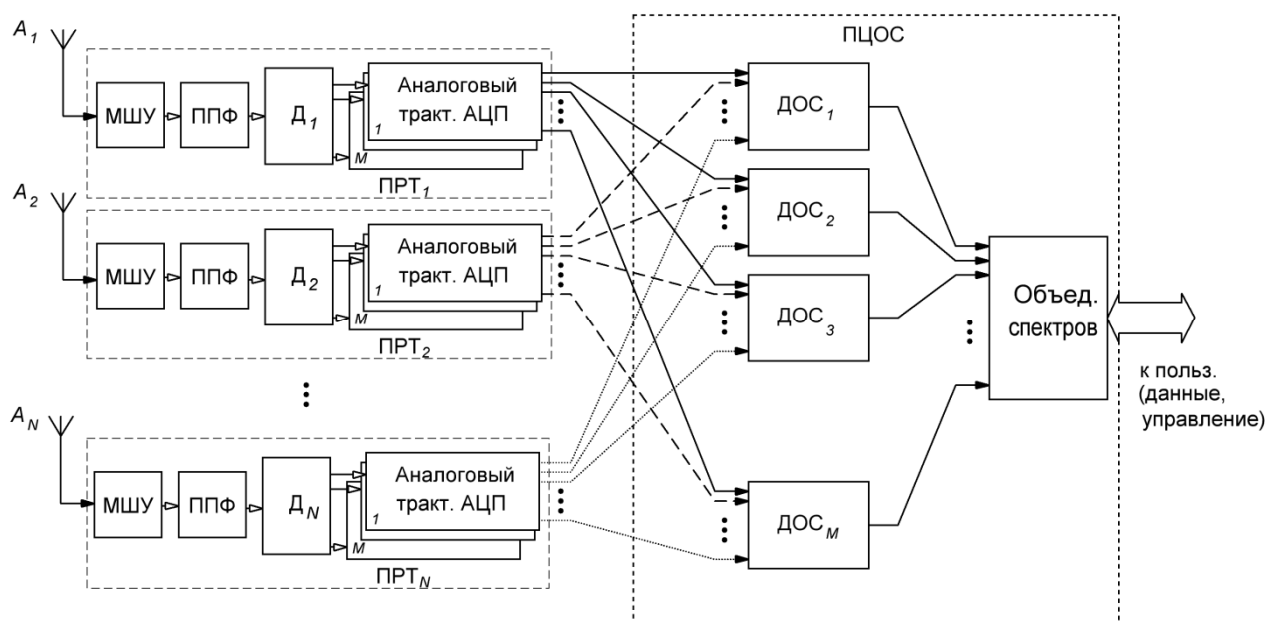 ПЦОС
A1
МШУ
ППФ
Д1
Аналоговый
тракт. АЦП
1
M
ПРТ1
ДОС1
A2
МШУ
ППФ
Д2
Аналоговый
тракт. АЦП
1
M
ПРТ2
ДОС2
ДОС3
Объед.
спектров
к польз.
(данные,
управление)
AN
МШУ
ППФ
ДN
Аналоговый
тракт. АЦП
1
M
ПРТN
ДОСM